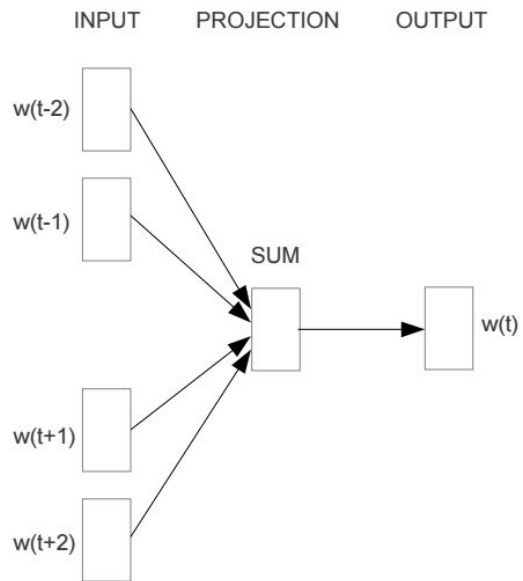 INPUT PROJECTION OUTPUT
w(t-2)
w(t-1)
SUM
w(t)
w(t+1)
w(t+2)